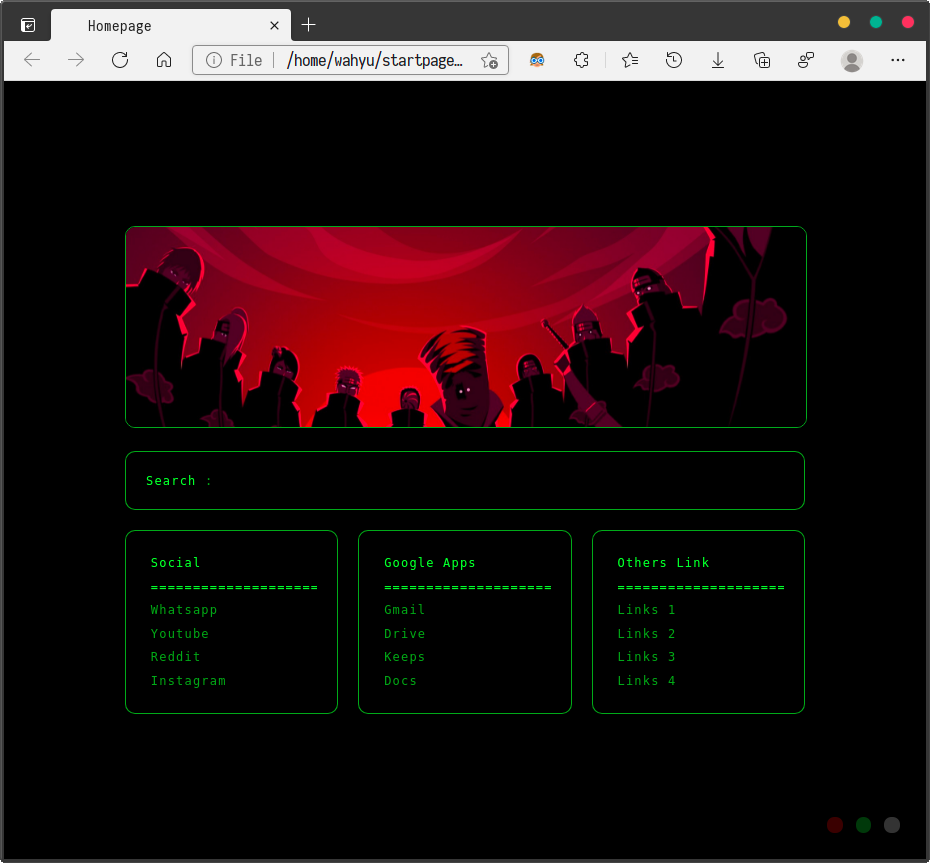 Homepage
File /home/wahyu/startpage…
Search :
Social
====================
Whatsapp
Youtube
Reddit
Instagram
Google Apps
====================
Gmail
Drive
Keeps
Docs
Others Link
====================
Links 1
Links 2
Links 3
Links 4